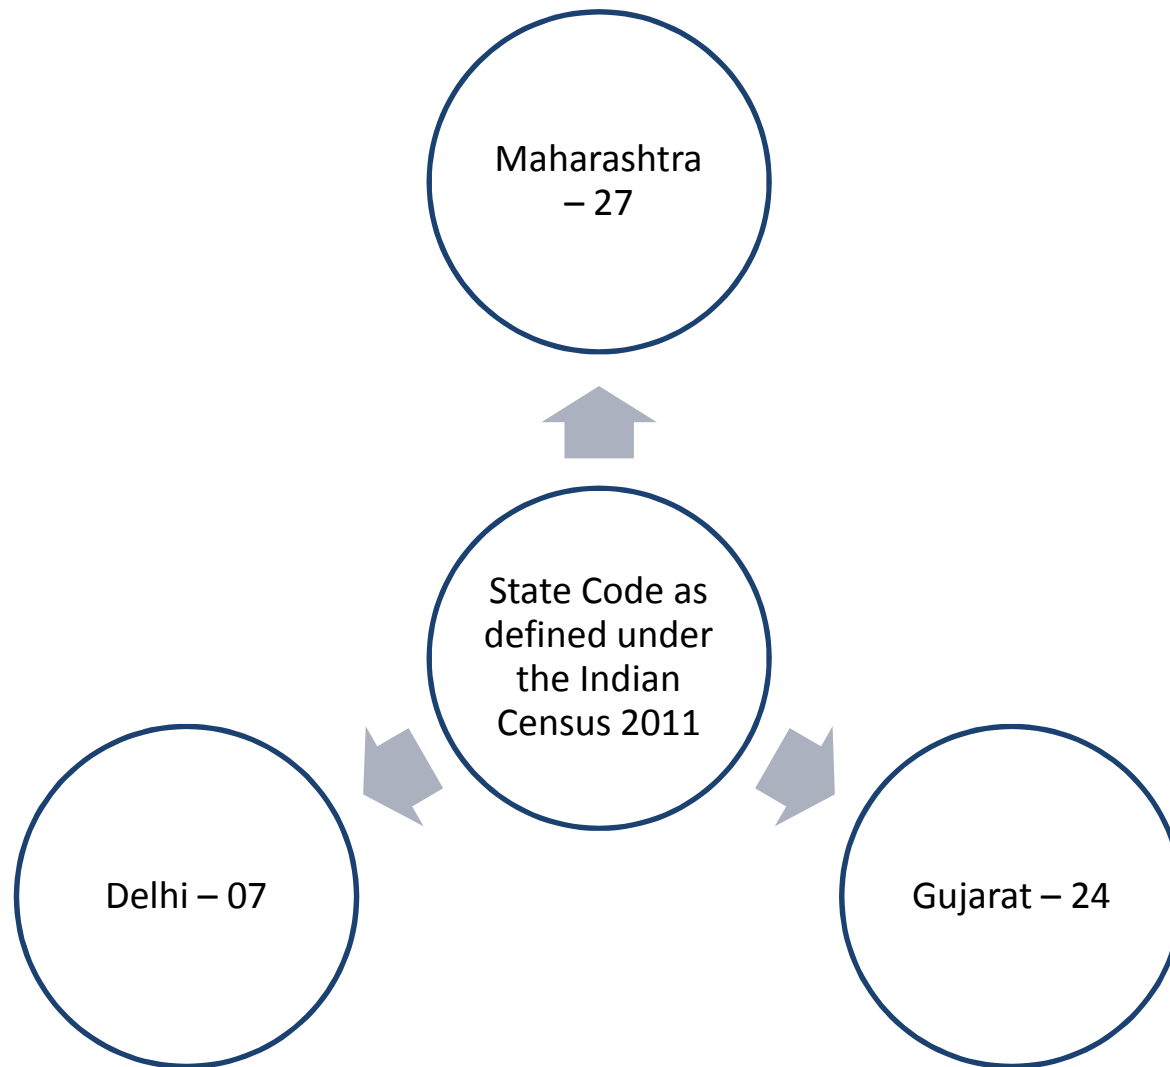 Maharashtra
– 27
State Code as
defined under
the Indian
Census 2011
Delhi – 07
Gujarat – 24